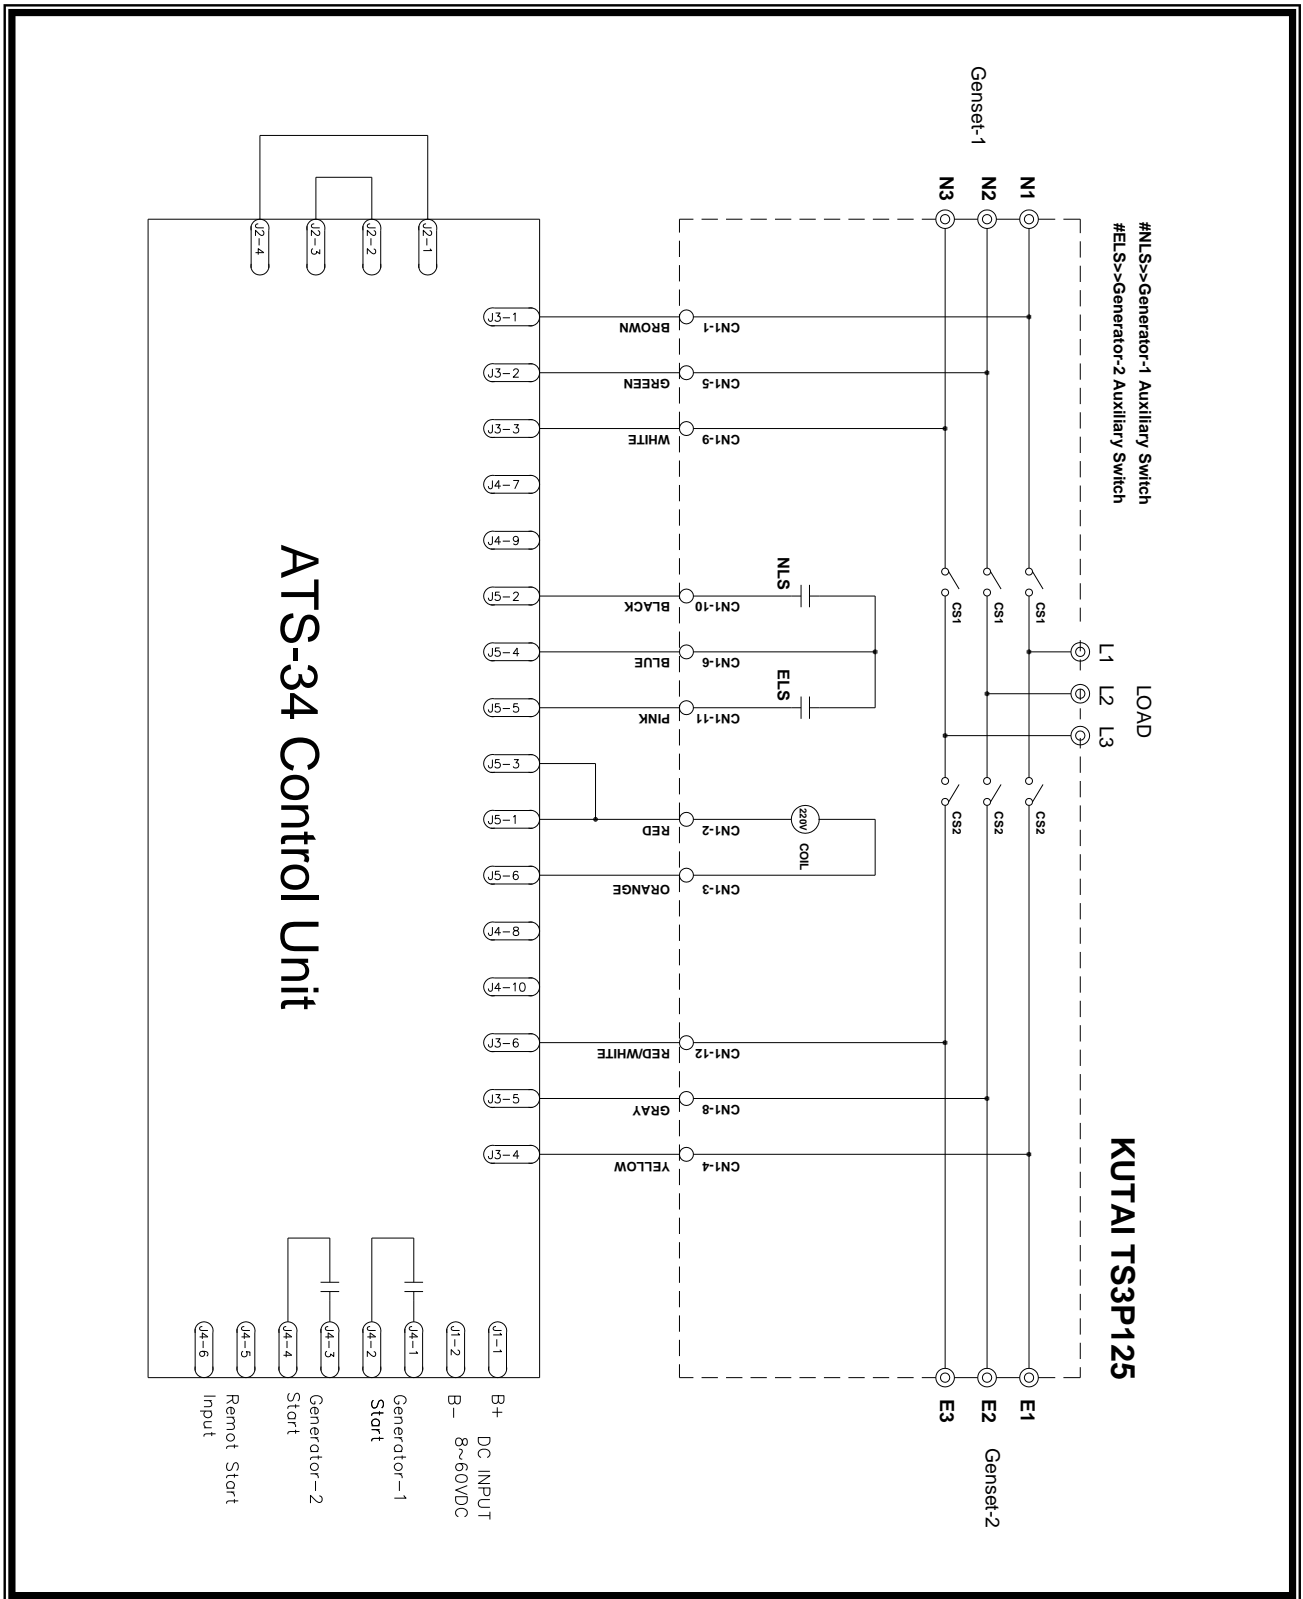 KUTAI TS3P125
#NLS>>Generator-1 Auxiliary Switch
#ELS>>Generator-2 Auxiliary Switch
LOAD
L1
L2
L3
Genset-1
N1
N2
N3
CS1
CS1
CS1
CS2
CS2
CS2
E1
E2
E3
Genset-2
NLS
ELS
220V
COIL
CN1-1
CN1-5
CN1-9
CN1-10
CN1-6
CN1-11
CN1-2
CN1-3
CN1-12
CN1-8
CN1-4
BROWN
GREEN
WHITE
BLACK
BLUE
PINK
RED
ORANGE
RED/WHITE
GRAY
YELLOW
J3-1
J3-2
J3-3
J4-7
J4-9
J5-2
J5-4
J5-5
J5-3
J5-1
J5-6
J4-8
J4-10
J3-6
J3-5
J3-4
J2-1
J2-2
J2-3
J2-4
ATS-34 Control Unit
J1-1
J1-2
J4-1
J4-2
J4-3
J4-4
J4-5
J4-6
B+ DC INPUT
B- 8~60VDC
Generator-1
Start
Generator-2
Start
Remot Start
Input